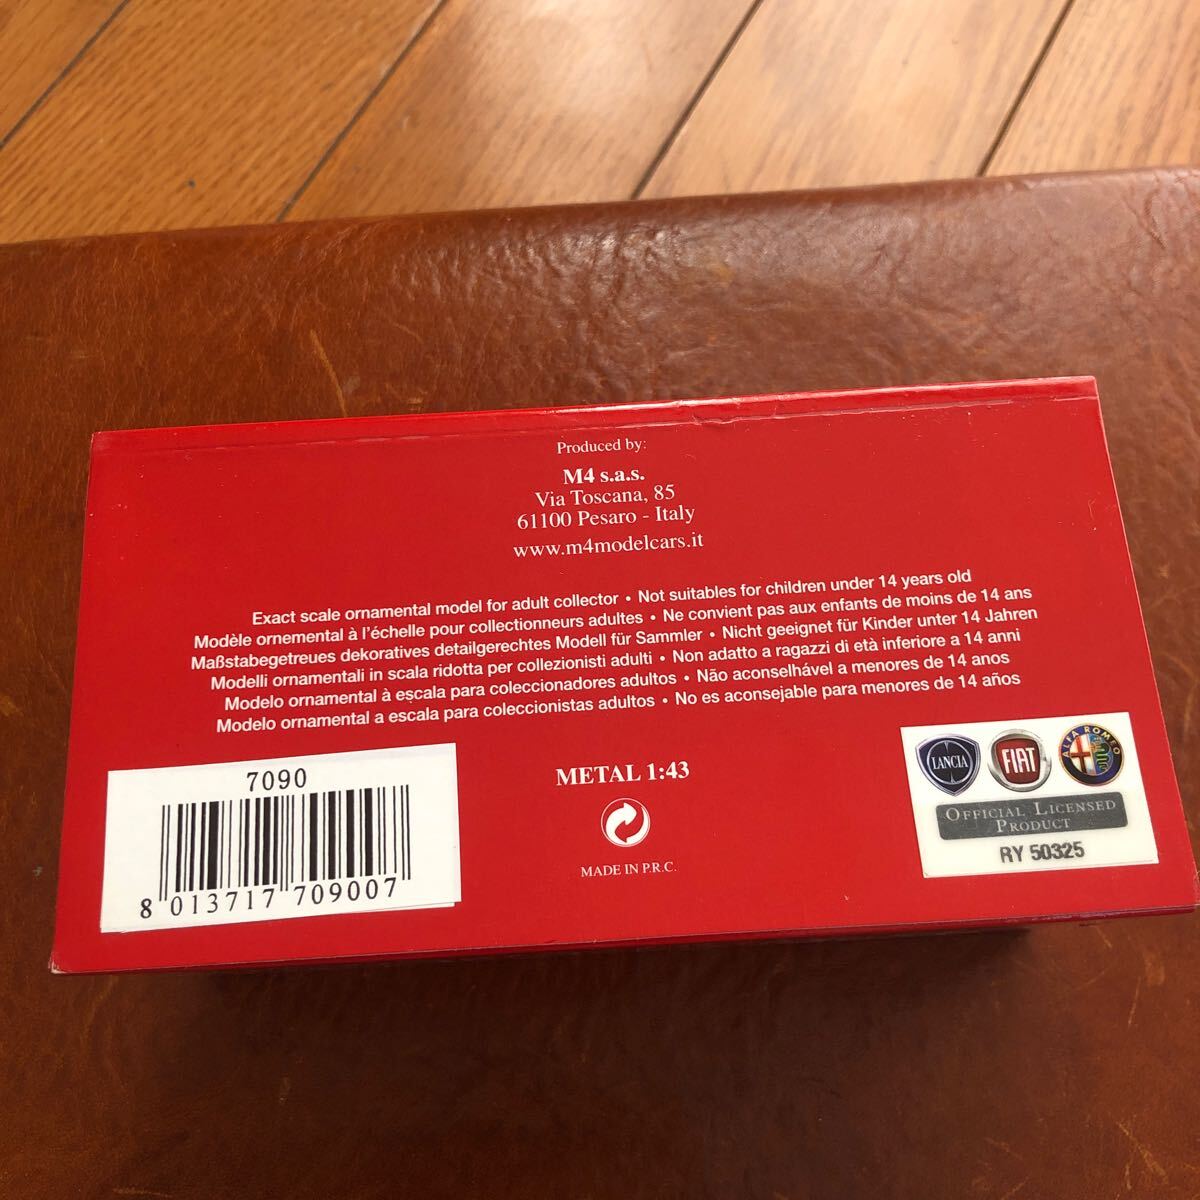 Produced by:
M4 s.a.s.
Via Toscana, 85
61100 Pesaro - Italy
www.m4modelcars.it
Exact scale ornamental model for adult collector • Not suitables for children under 14 years old
Modèle ornemental à l'échelle pour collectionneurs adultes • Ne convient pas aux enfants de moins de 14 ans
Maßstabegetreues dekoratives detailgerechtes Modell für Sammler • Nicht geeignet für Kinder unter 14 Jahren
Modelli ornamentali in scala ridotta per collezionisti adulti • Non adatto a ragazzi di età inferiore a 14 anni
Modelo ornamental à escala para coleccionadores adultos • Não aconselhável a menores de 14 anos
Modelo ornamental a escala para coleccionistas adultos • No es aconsejable para menores de 14 años
7090
8 013717 709007
METAL 1:43
MADE IN P.R.C.
LANCIA
FIAT
ALFA ROMEO
OFFICIAL LICENSED
PRODUCT
RY 50325